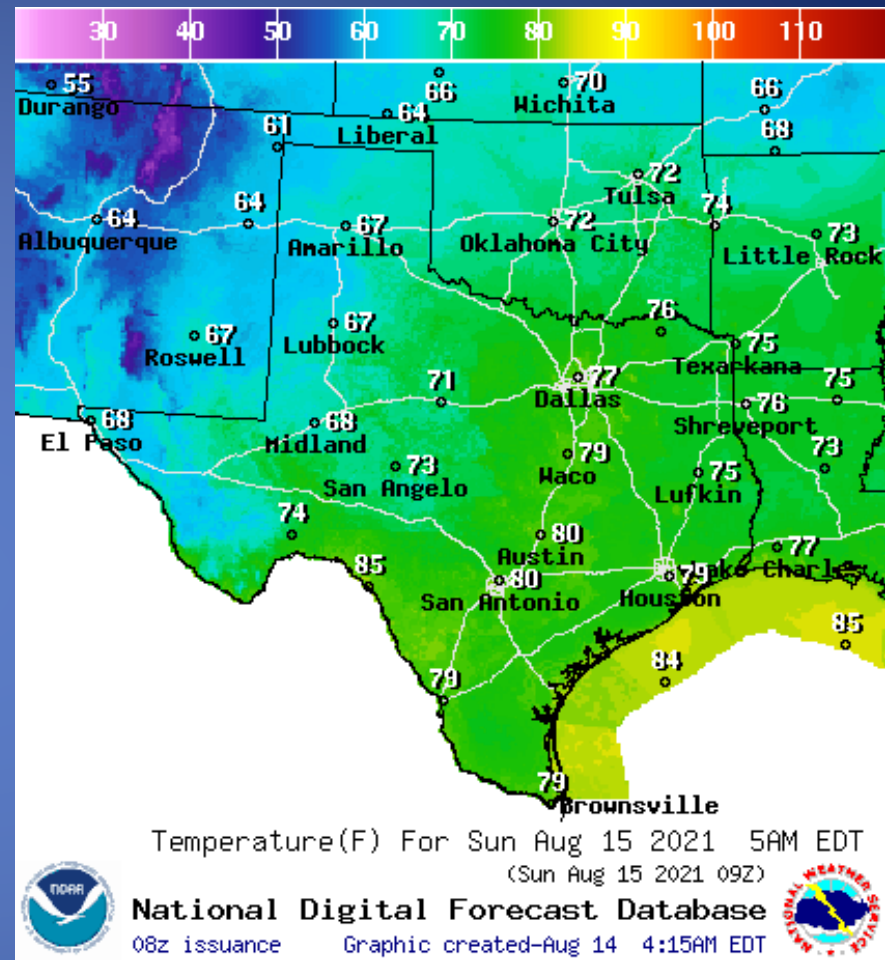 30 40 50 60 70 80 90 100 110
55
Durango
66
70
Wichita
66
64
Liberal
61
68
72
Tulsa
64
Albuquerque
64
67
Amarillo
72
Oklahoma City
74
73
Little Rock
67
Roswell
67
Lubbock
76
75
Texarkana
77
Dallas
71
75
76
Shreveport
68
El Paso
68
Midland
73
San Angelo
79
Waco
75
Lufkin
73
74
80
Austin
77
Lake Charles
85
80
San Antonio
79
Houston
85
84
79
79
Brownsville
Temperature(F) For Sun Aug 15 2021 5AM EDT
(Sun Aug 15 2021 09Z)
National Digital Forecast Database
08z issuance Graphic created-Aug 14 4:15AM EDT
NOAA
NATIONAL WEATHER SERVICE